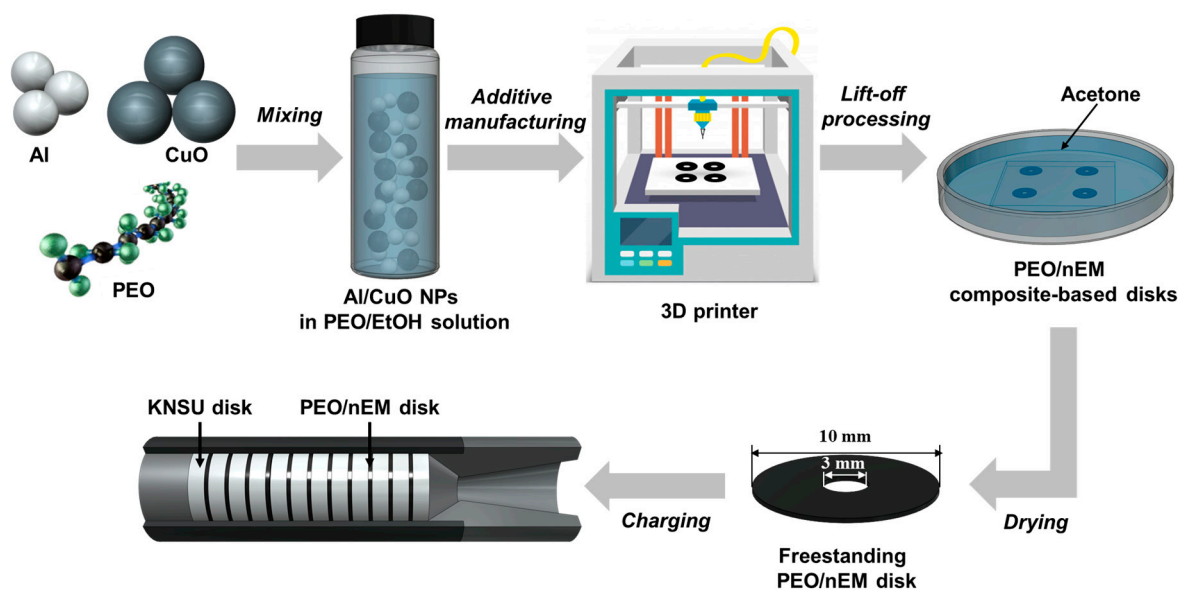 Al
CuO
PEO
Mixing
Al/CuO NPs
in PEO/EtOH solution
Additive
manufacturing
3D printer
Lift-off
processing
Acetone
PEO/nEM
composite-based disks
Drying
10 mm
3 mm
Freestanding
PEO/nEM disk
Charging
KNSU disk
PEO/nEM disk